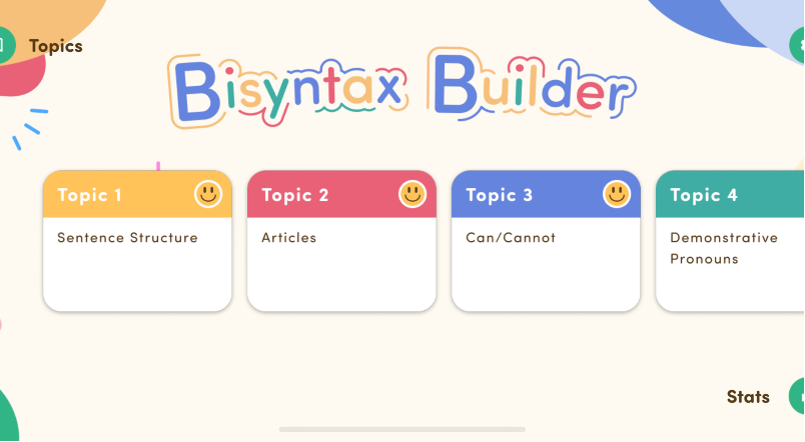 Topics
Bisyntax Builder
Topic 1
Sentence Structure
Topic 2
Articles
Topic 3
Can/Cannot
Topic 4
Demonstrative
Pronouns
Stats